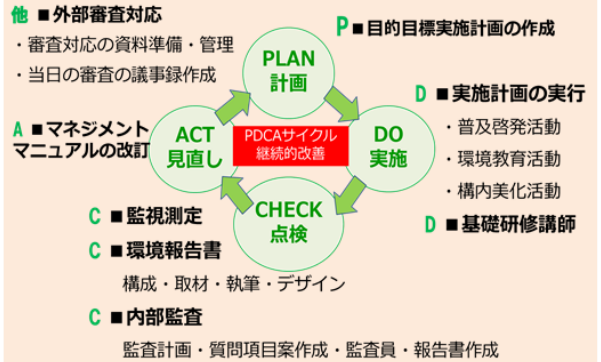 他 ■外部審査対応
・審査対応の資料準備・管理
・当日の審査の議事録作成
P ■目的目標実施計画の作成
PLAN
計画
D ■実施計画の実行
・普及啓発活動
・環境教育活動
・構内美化活動
D ■基礎研修講師
A ■マネジメント
マニュアルの改訂
ACT
見直し
PDCAサイクル
継続的改善
DO
実施
CHECK
点検
C ■監視測定
C ■環境報告書
構成・取材・執筆・デザイン
C ■内部監査
監査計画・質問項目案作成・監査員・報告書作成